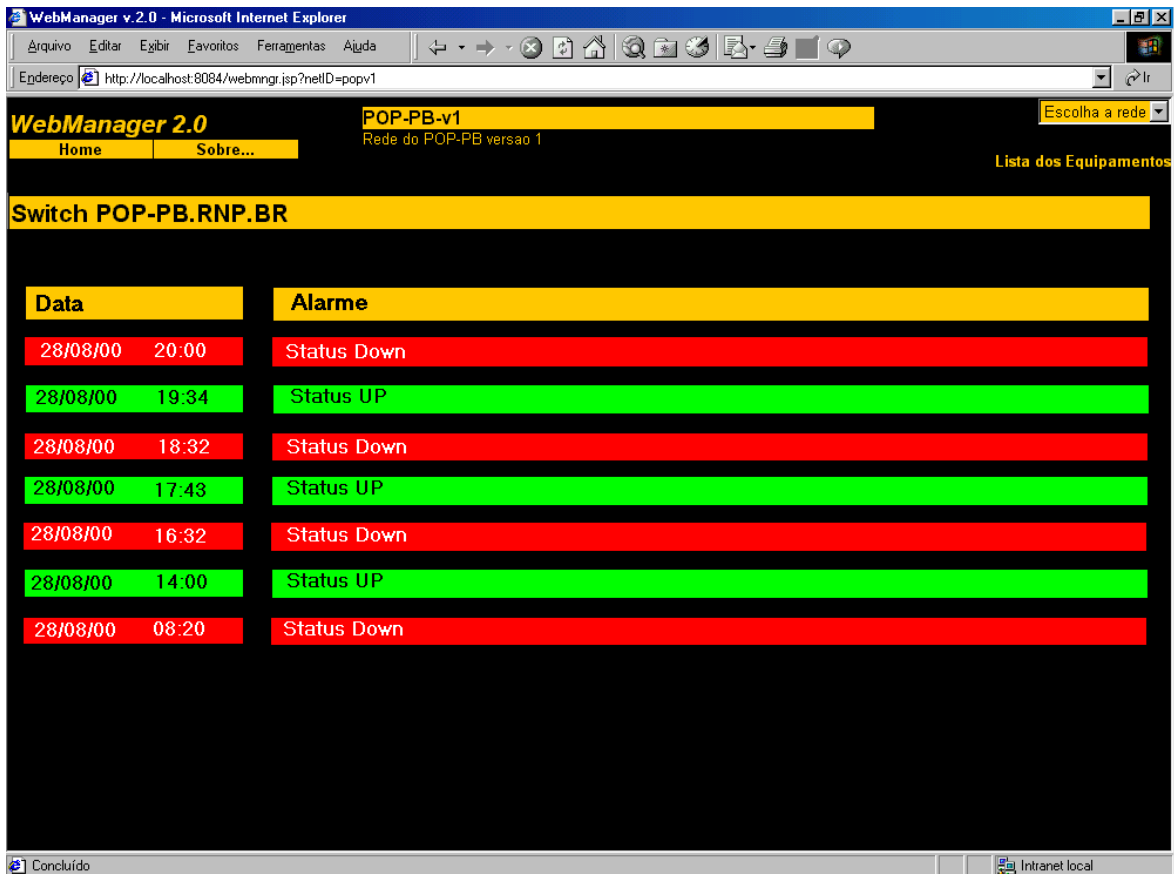 WebManager v.2.0 - Microsoft Internet Explorer
Arquivo Editar Exibir Favoritos Ferramentas Ajuda
Endereço http://localhost:8084/webmngr.jsp?netID=popv1 Ir
WebManager 2.0
Home Sobre...
POP-PB-v1
Rede do POP-PB versao 1
Escolha a rede
Lista dos Equipamentos
Switch POP-PB.RNP.BR
Data Alarme
28/08/00 20:00 Status Down
28/08/00 19:34 Status UP
28/08/00 18:32 Status Down
28/08/00 17:43 Status UP
28/08/00 16:32 Status Down
28/08/00 14:00 Status UP
28/08/00 08:20 Status Down
Concluído Intranet local